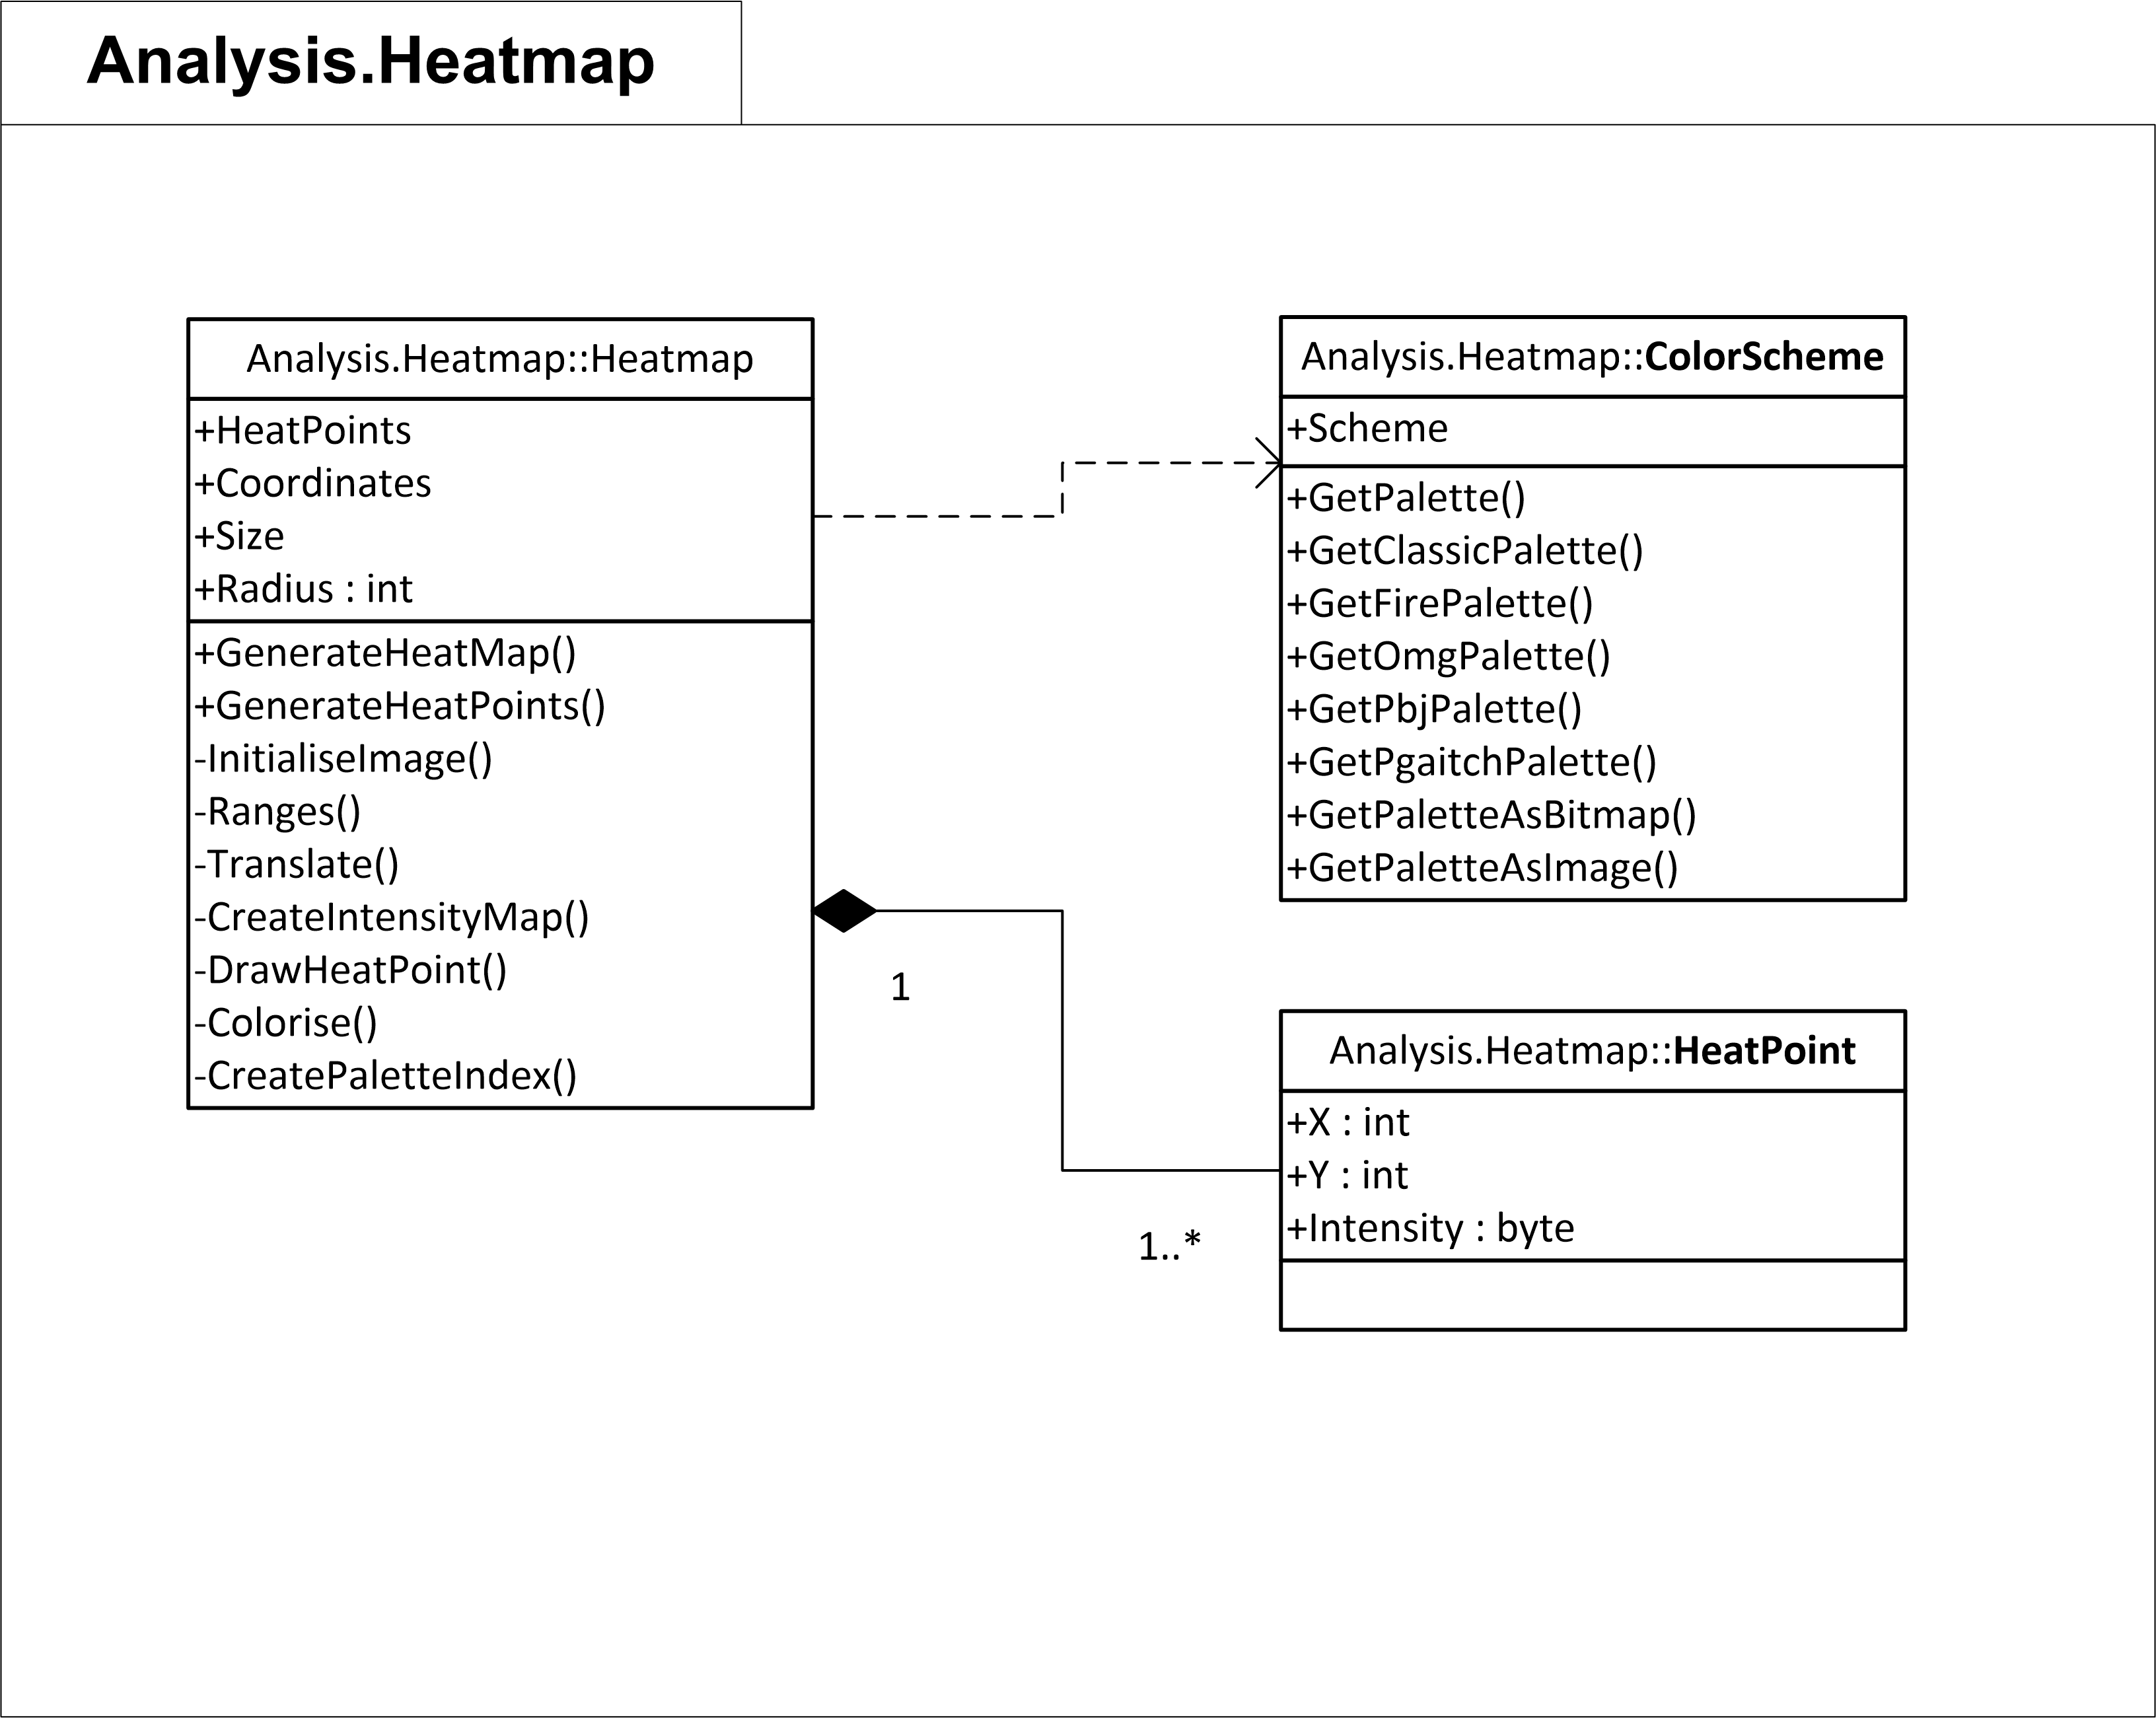 Analysis.Heatmap
Analysis.Heatmap::Heatmap
+HeatPoints
+Coordinates
+Size
+Radius : int
+GenerateHeatMap()
+GenerateHeatPoints()
-InitialiseImage()
-Ranges()
-Translate()
-CreateIntensityMap()
-DrawHeatPoint()
-Colorise()
-CreatePaletteIndex()
Analysis.Heatmap::ColorScheme
+Scheme
+GetPalette()
+GetClassicPalette()
+GetFirePalette()
+GetOmgPalette()
+GetPbjPalette()
+GetPgaitchPalette()
+GetPaletteAsBitmap()
+GetPaletteAsImage()
1
1..*
Analysis.Heatmap::HeatPoint
+X : int
+Y : int
+Intensity : byte